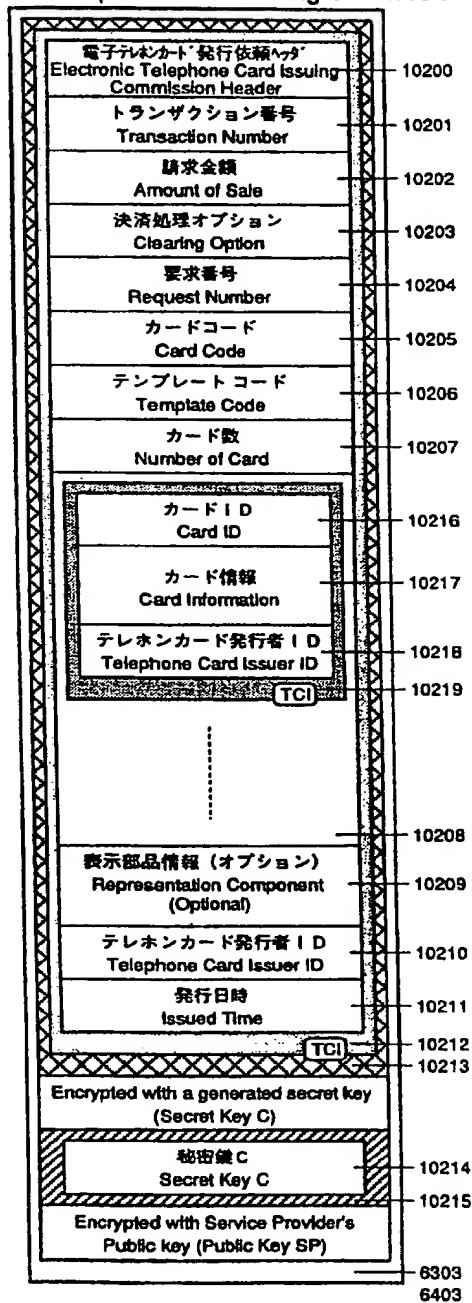 電子テレホンカード発行依頼ヘッダ
Electronic Telephone Card Issuing
Commission Header
10200
トランザクション番号
Transaction Number
10201
請求金額
Amount of Sale
10202
決済処理オプション
Clearing Option
10203
要求番号
Request Number
10204
カードコード
Card Code
10205
テンプレート コード
Template Code
10206
カード数
Number of Card
10207
カードID
Card ID
10216
カード情報
Card Information
10217
テレホンカード発行者ID
Telephone Card Issuer ID
10218
TCI
10219
10208
表示部品情報（オプション）
Representation Component
(Optional)
10209
テレホンカード発行者ID
Telephone Card Issuer ID
10210
発行日時
Issued Time
10211
TCI
10212
10213
Encrypted with a generated secret key
(Secret Key C)
秘密鍵C
Secret Key C
10214
10215
Encrypted with Service Provider's
Public key (Public Key SP)
6303
6403